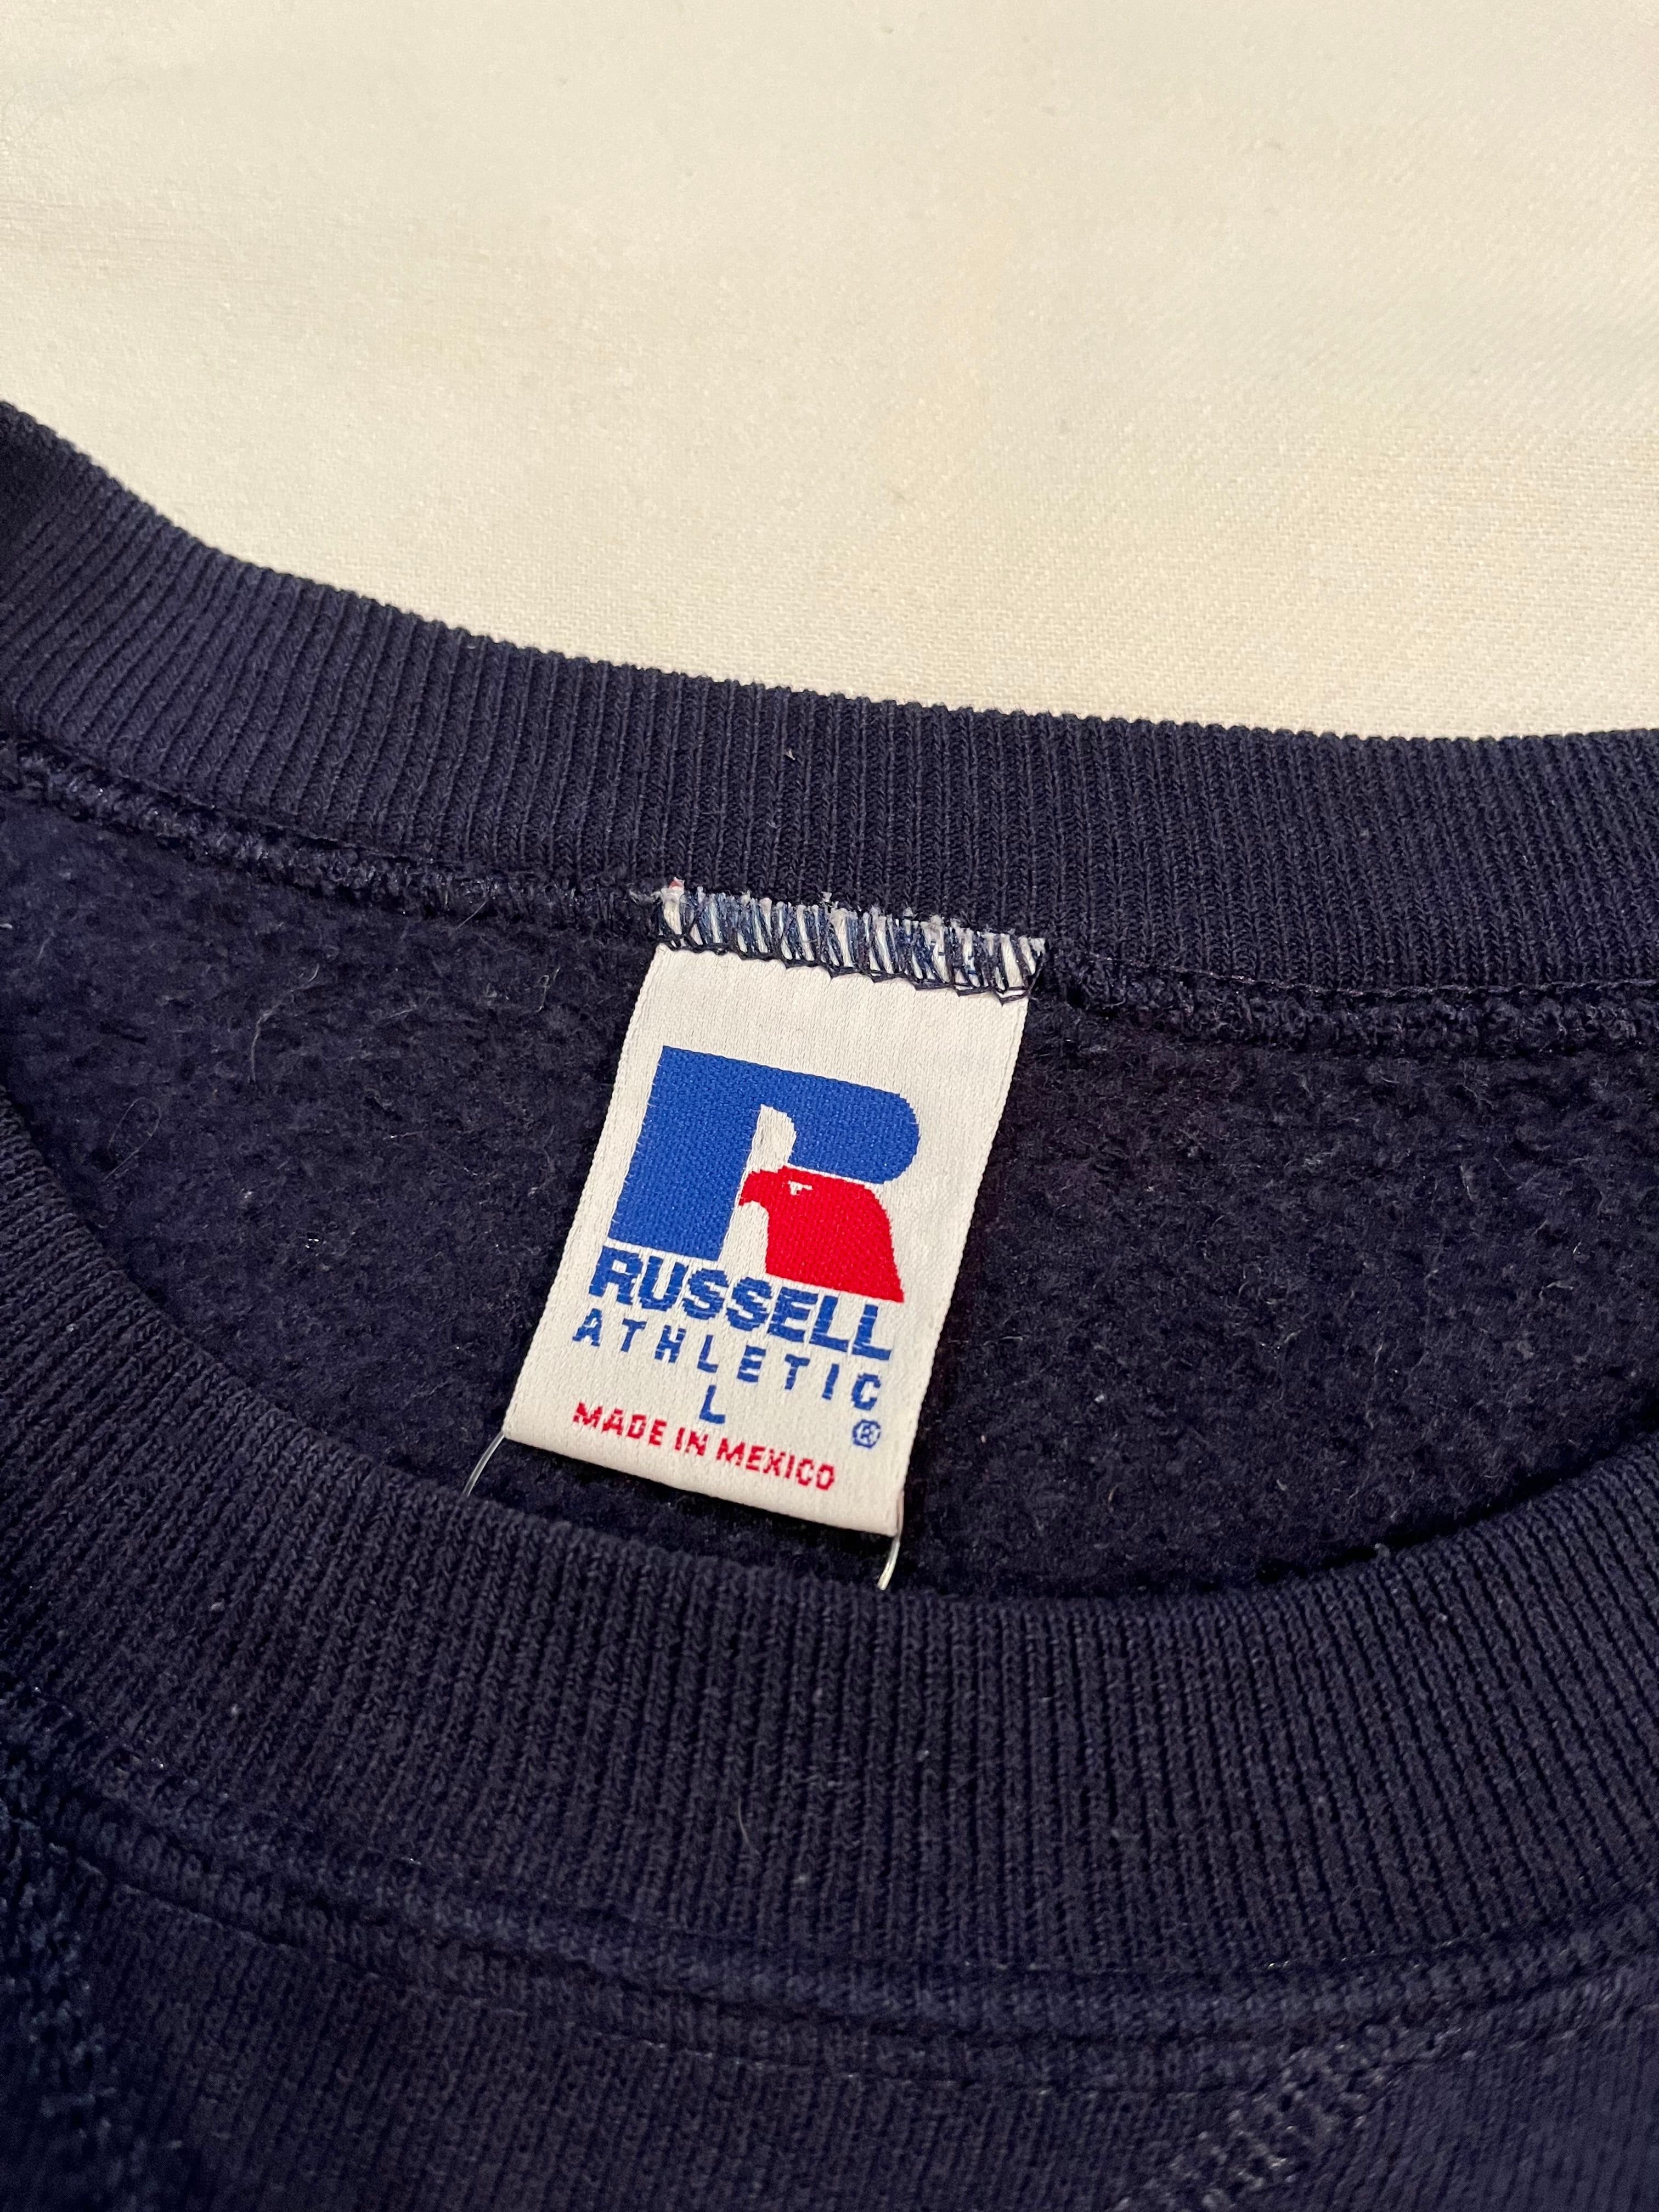 R
RUSSELL
ATHLETIC
L
®
MADE IN MEXICO